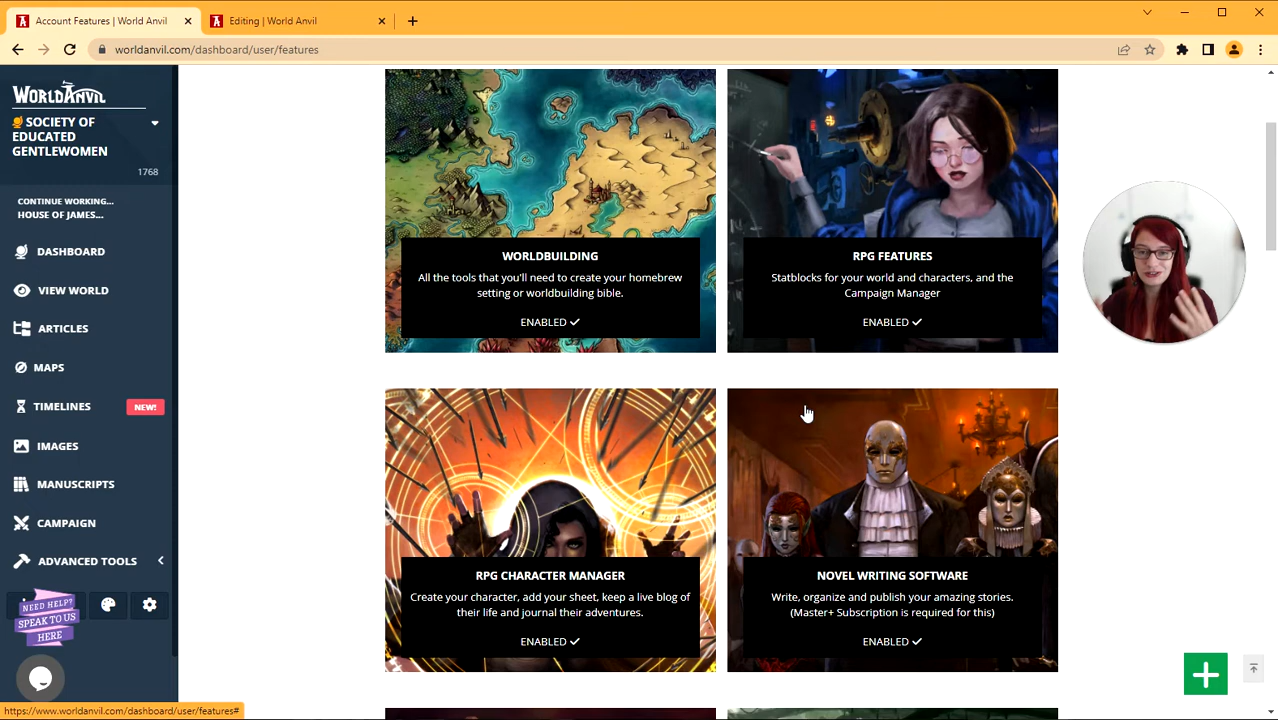 Account Features | World Anvil
Editing | World Anvil
worldanvil.com/dashboard/user/features
WORLDANVIL
SOCIETY OF
EDUCATED
GENTLEWOMEN
1768
CONTINUE WORKING...
HOUSE OF JAMES...
DASHBOARD
VIEW WORLD
ARTICLES
MAPS
TIMELINES
NEW!
IMAGES
MANUSCRIPTS
CAMPAIGN
ADVANCED TOOLS
NEED HELP?
SPEAK TO US
HERE
WORLDBUILDING
All the tools that you'll need to create your homebrew
setting or worldbuilding bible.
ENABLED
RPG FEATURES
Statblocks for your world and characters, and the
Campaign Manager
ENABLED
RPG CHARACTER MANAGER
Create your character, add your sheet, keep a live blog of
their life and journal their adventures.
ENABLED
NOVEL WRITING SOFTWARE
Write, organize and publish your amazing stories.
(Master+ Subscription is required for this)
ENABLED
https://www.worldanvil.com/dashboard/user/features#